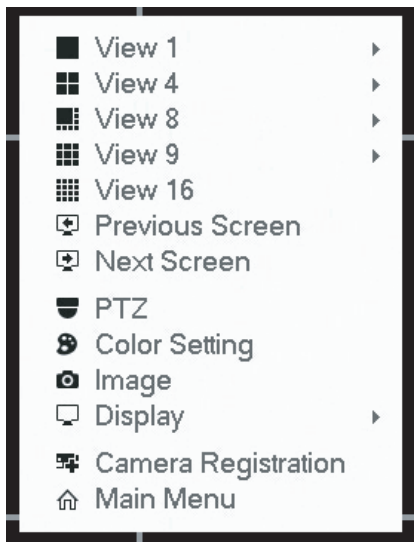 View 1
View 4
View 8
View 9
View 16
Previous Screen
Next Screen
PTZ
Color Setting
Image
Display
Camera Registration
Main Menu